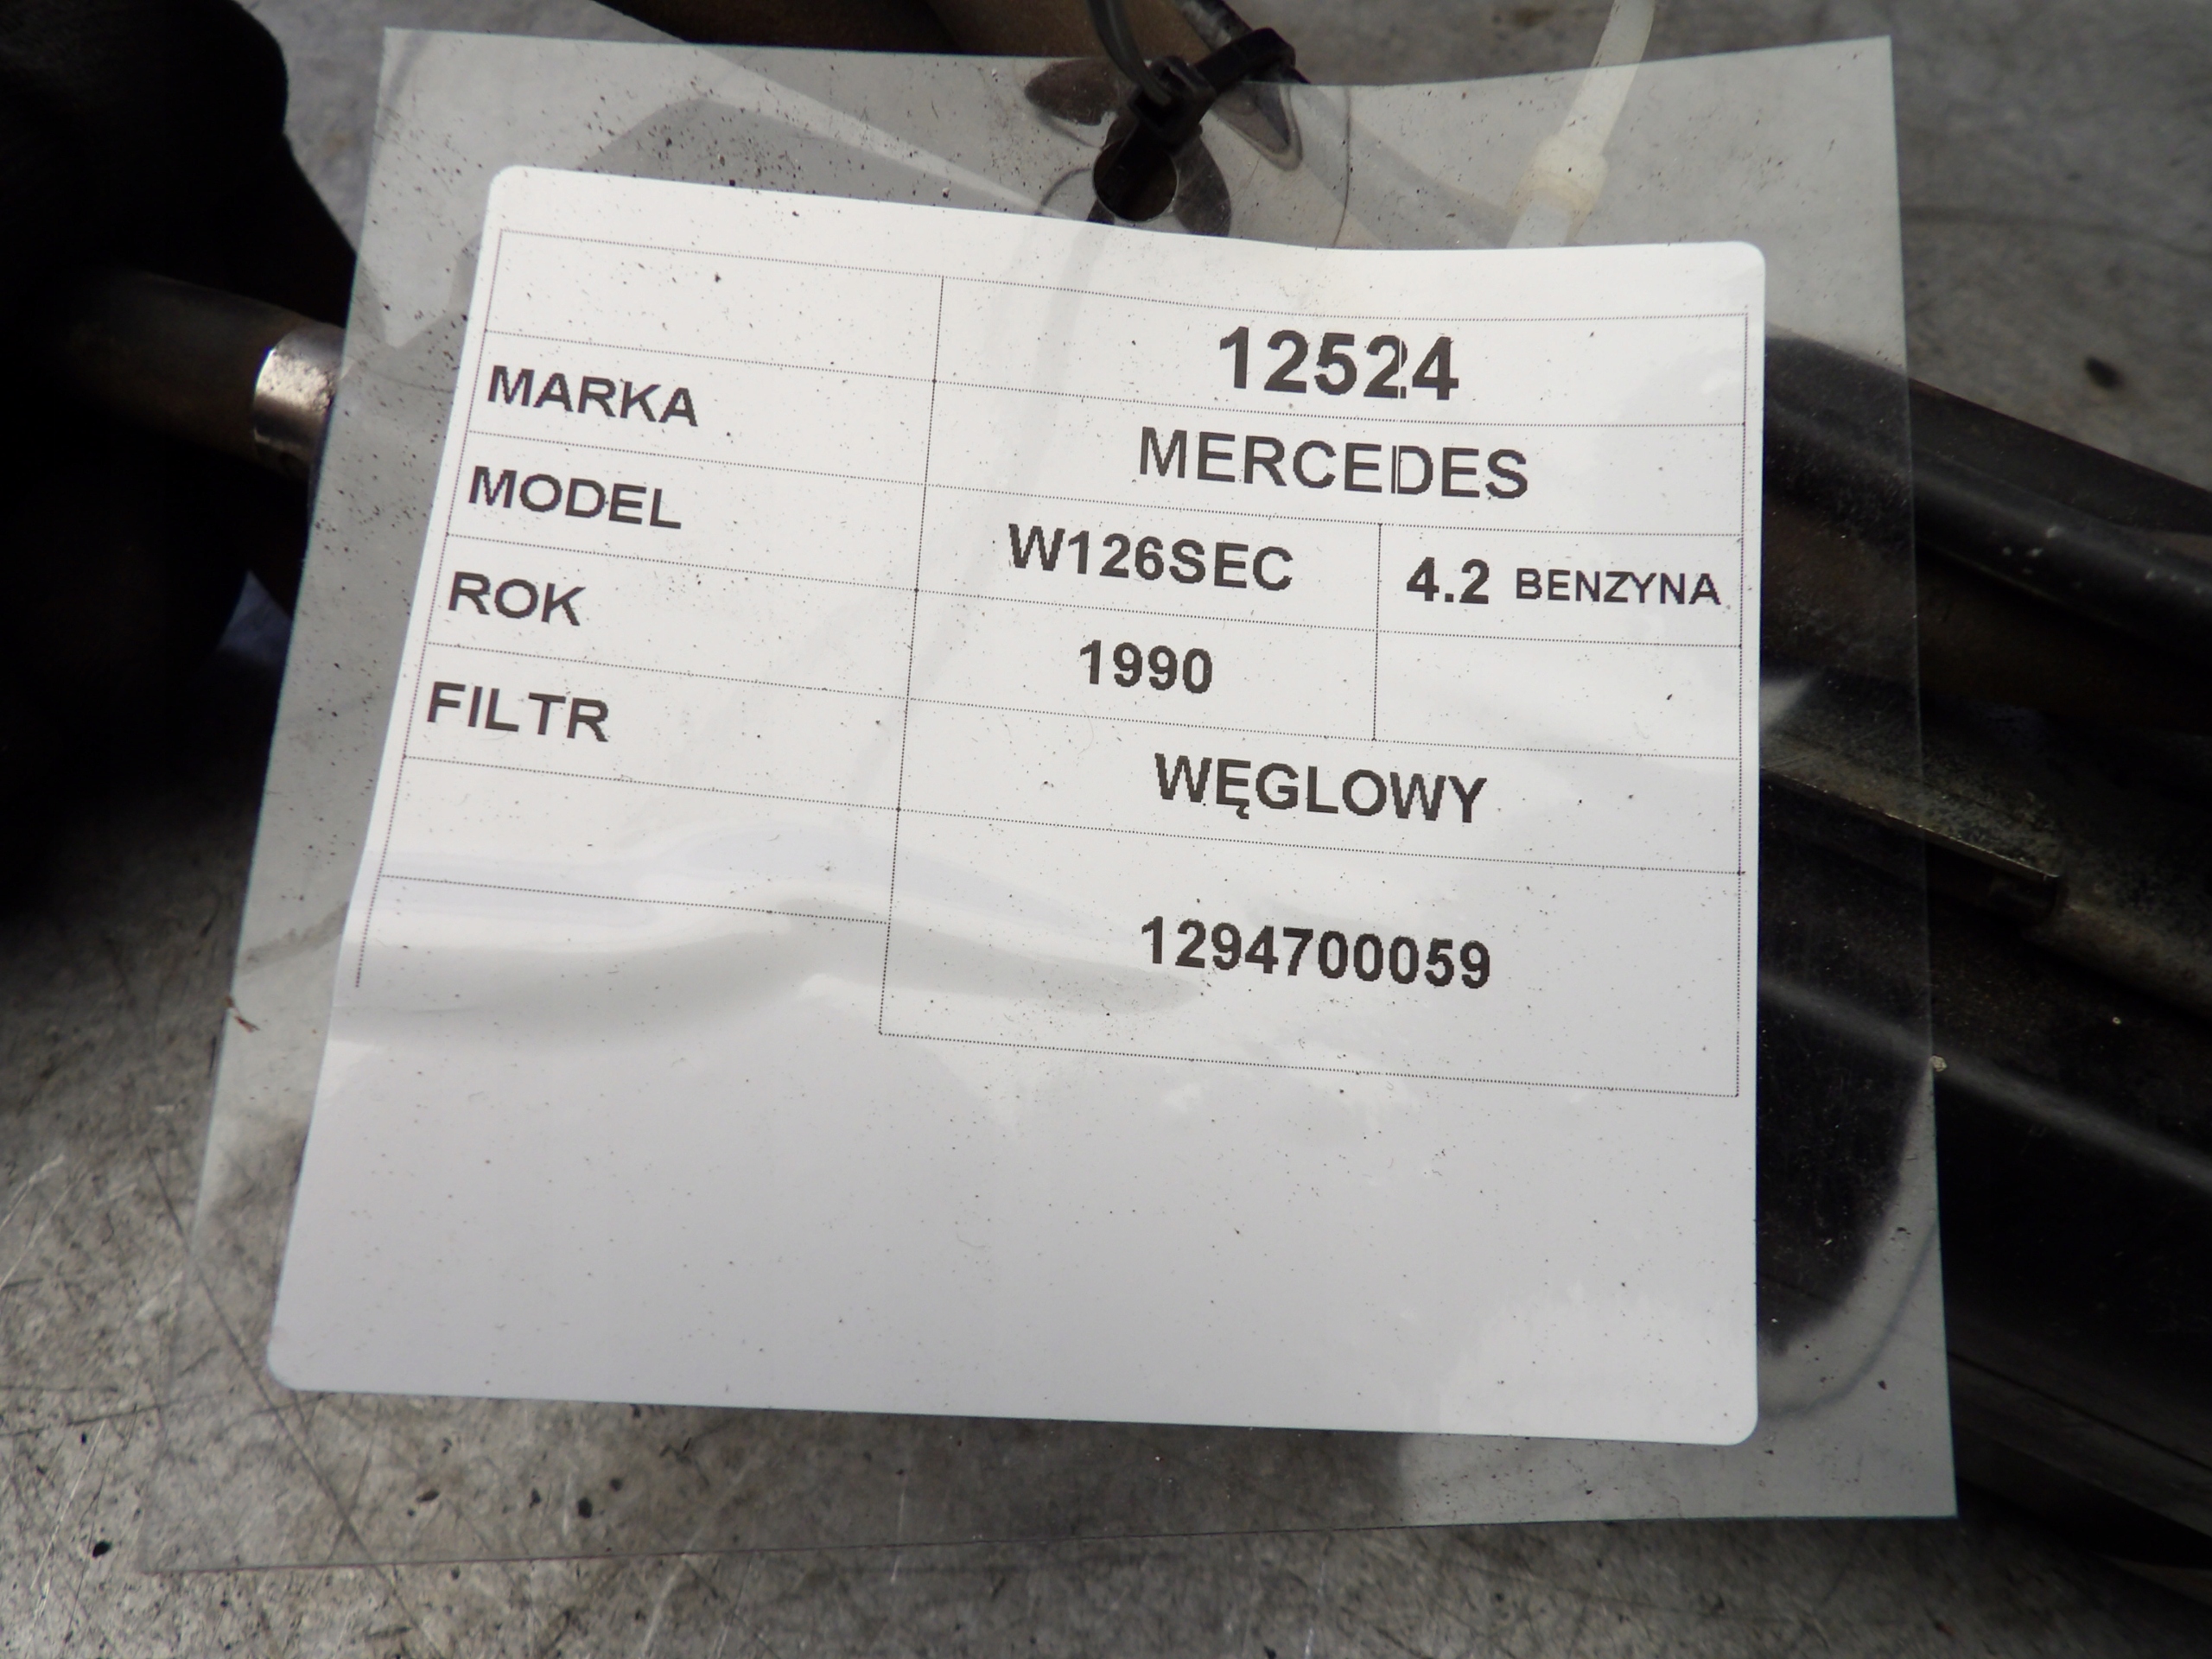 12524
MARKA MERCEDES
MODEL W126SEC 4.2 BENZYNA
ROK 1990
FILTR WĘGLOWY
1294700059